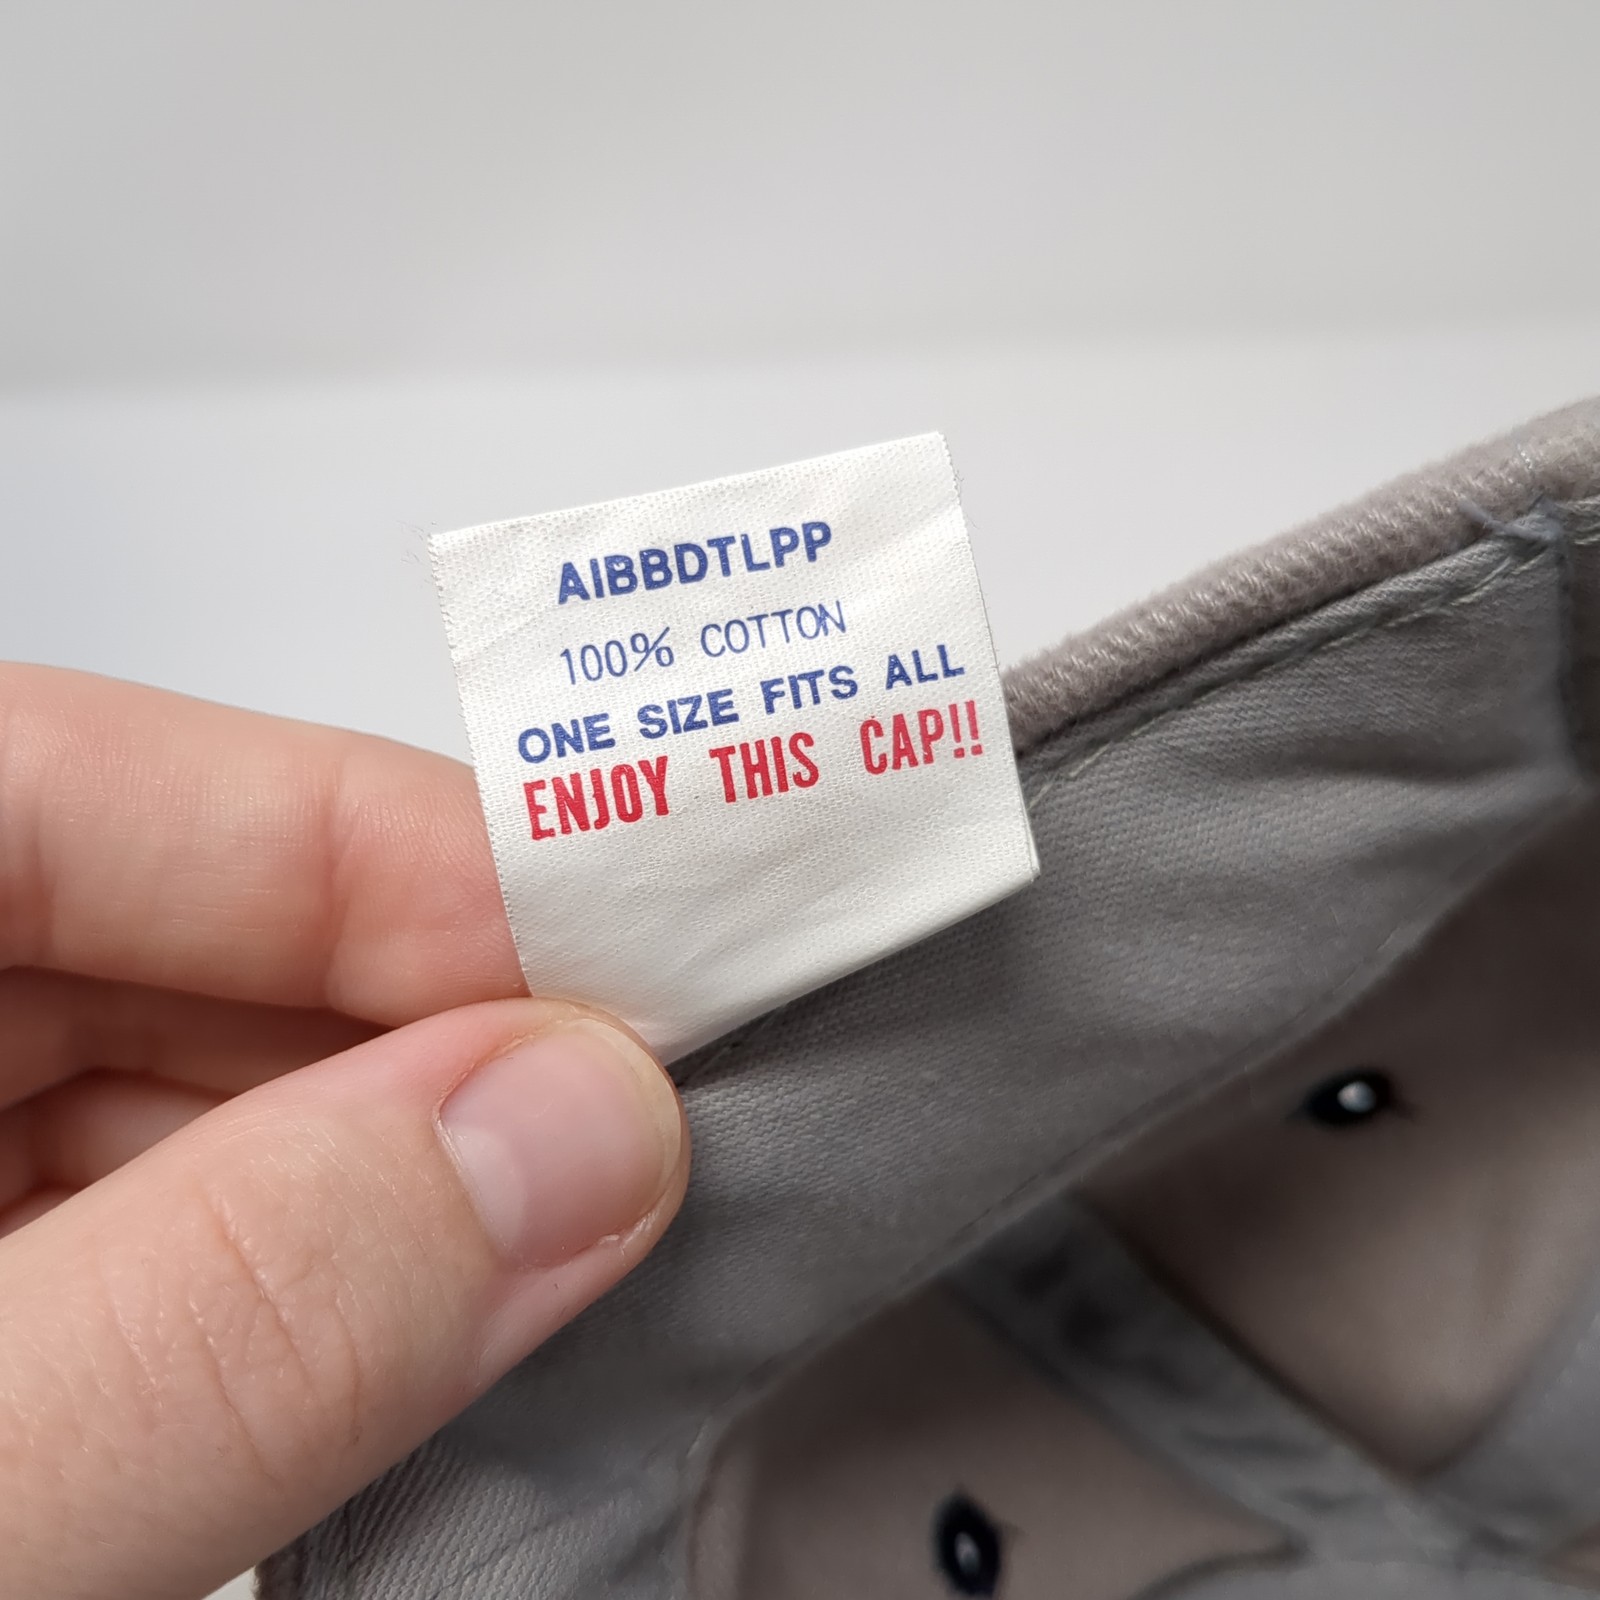 AIBBDTLPP
100% COTTON
ONE SIZE FITS ALL
ENJOY THIS CAP!!